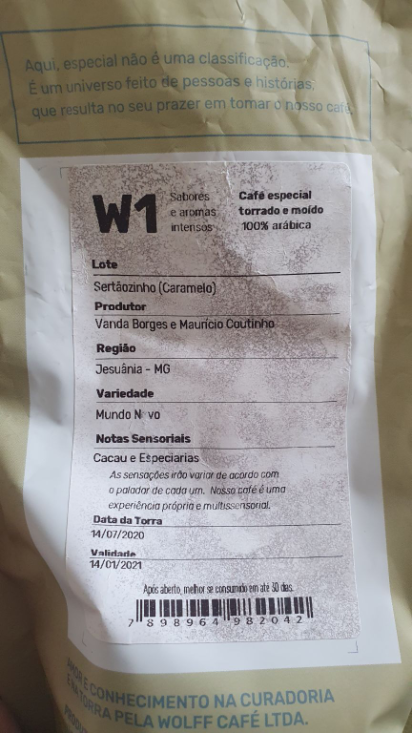 Aqui, especial não é uma classificação.
É um universo feito de pessoas e histórias,
que resulta no seu prazer em tomar o nosso café.
W1
Sabores
e aromas
intensos
Café especial
torrado e moído
100% arábica
Lote
Sertãozinho (Caramelo)
Produtor
Vanda Borges e Maurício Coutinho
Região
Jesuânia - MG
Variedade
Mundo Novo
Notas Sensoriais
Cacau e Especiarias
As sensações irão variar de acordo com
o paladar de cada um. Nosso café é uma
experiência própria e multissensorial.
Data da Torra
14/07/2020
Validade
14/01/2021
Após aberto, melhor se consumido em até 30 dias.
7 898964 982042
E CONHECIMENTO NA CURADORIA
E NA TORRA PELA WOLFF CAFÉ LTDA.